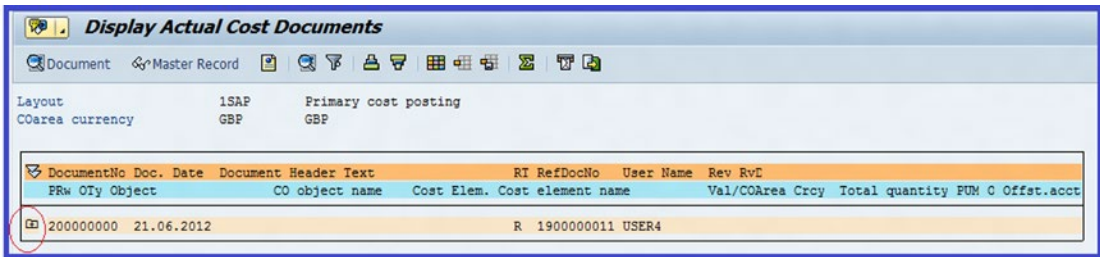 Display Actual Cost Documents
Document Master Record
Layout 1SAP Primary cost posting
COarea currency GBP GBP
DocumentNo Doc. Date Document Header Text RT RefDocNo User Name Rev RvD
PRw OTy Object CO object name Cost Elem. Cost element name Val/COArea Crcy Total quantity PUM O Offst.acct
200000000 21.06.2012 R 1900000011 USER4